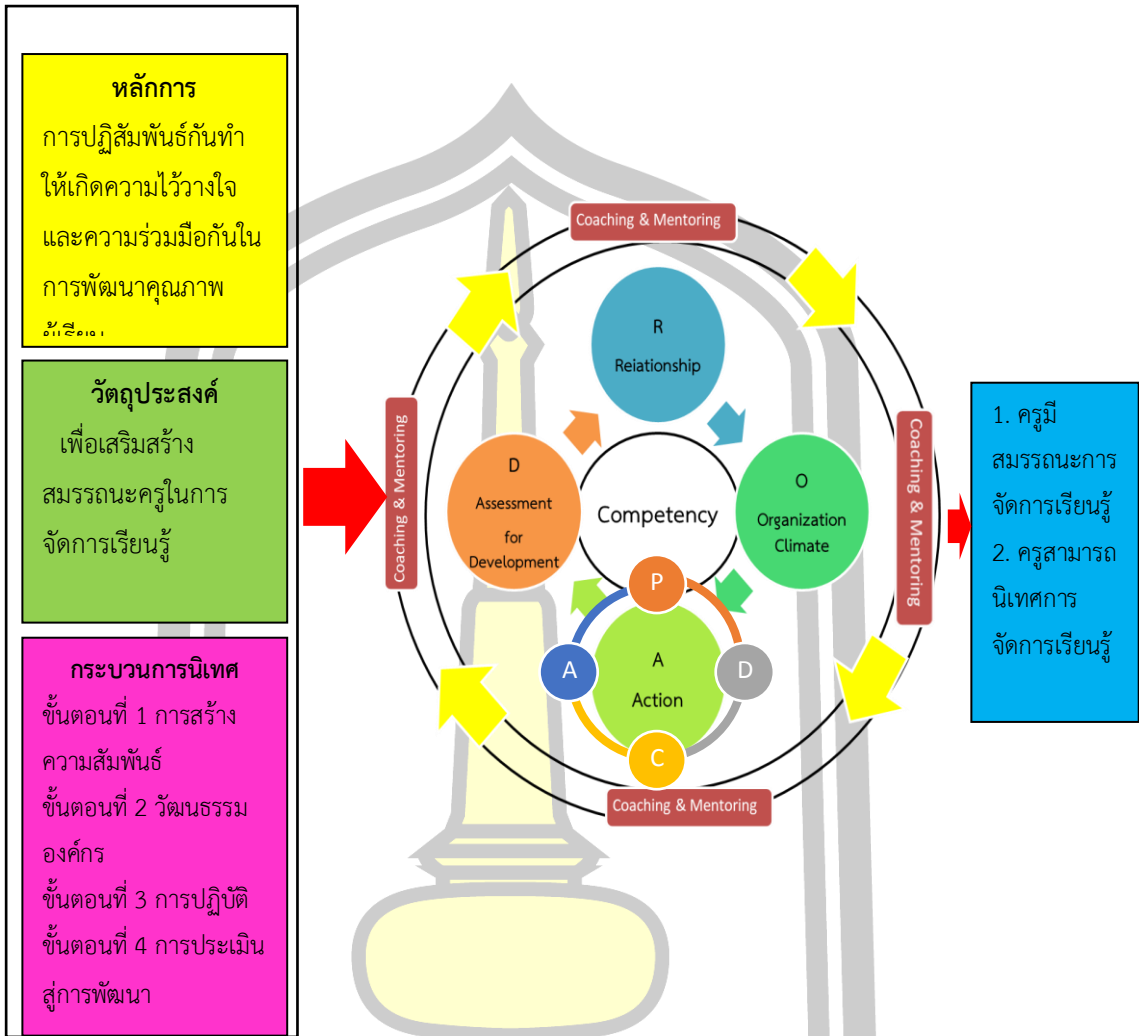 หลักการ
การปฏิสัมพันธ์กันทำ
ให้เกิดความไว้วางใจ
และความร่วมมือกันใน
การพัฒนาคุณภาพ
ผู้เรียน
วัตถุประสงค์
เพื่อเสริมสร้าง
สมรรถนะครูในการ
จัดการเรียนรู้
กระบวนการนิเทศ
ขั้นตอนที่ 1 การสร้าง
ความสัมพันธ์
ขั้นตอนที่ 2 วัฒนธรรม
องค์กร
ขั้นตอนที่ 3 การปฏิบัติ
ขั้นตอนที่ 4 การประเมิน
สู่การพัฒนา
Coaching & Mentoring
R
Reiationship
Coaching & Mentoring
D
Assessment
for
Development
Competency
O
Organization
Climate
Coaching & Mentoring
P
A
A
Action
D
C
Coaching & Mentoring
1. ครูมี
สมรรถนะการ
จัดการเรียนรู้
2. ครูสามารถ
นิเทศการ
จัดการเรียนรู้